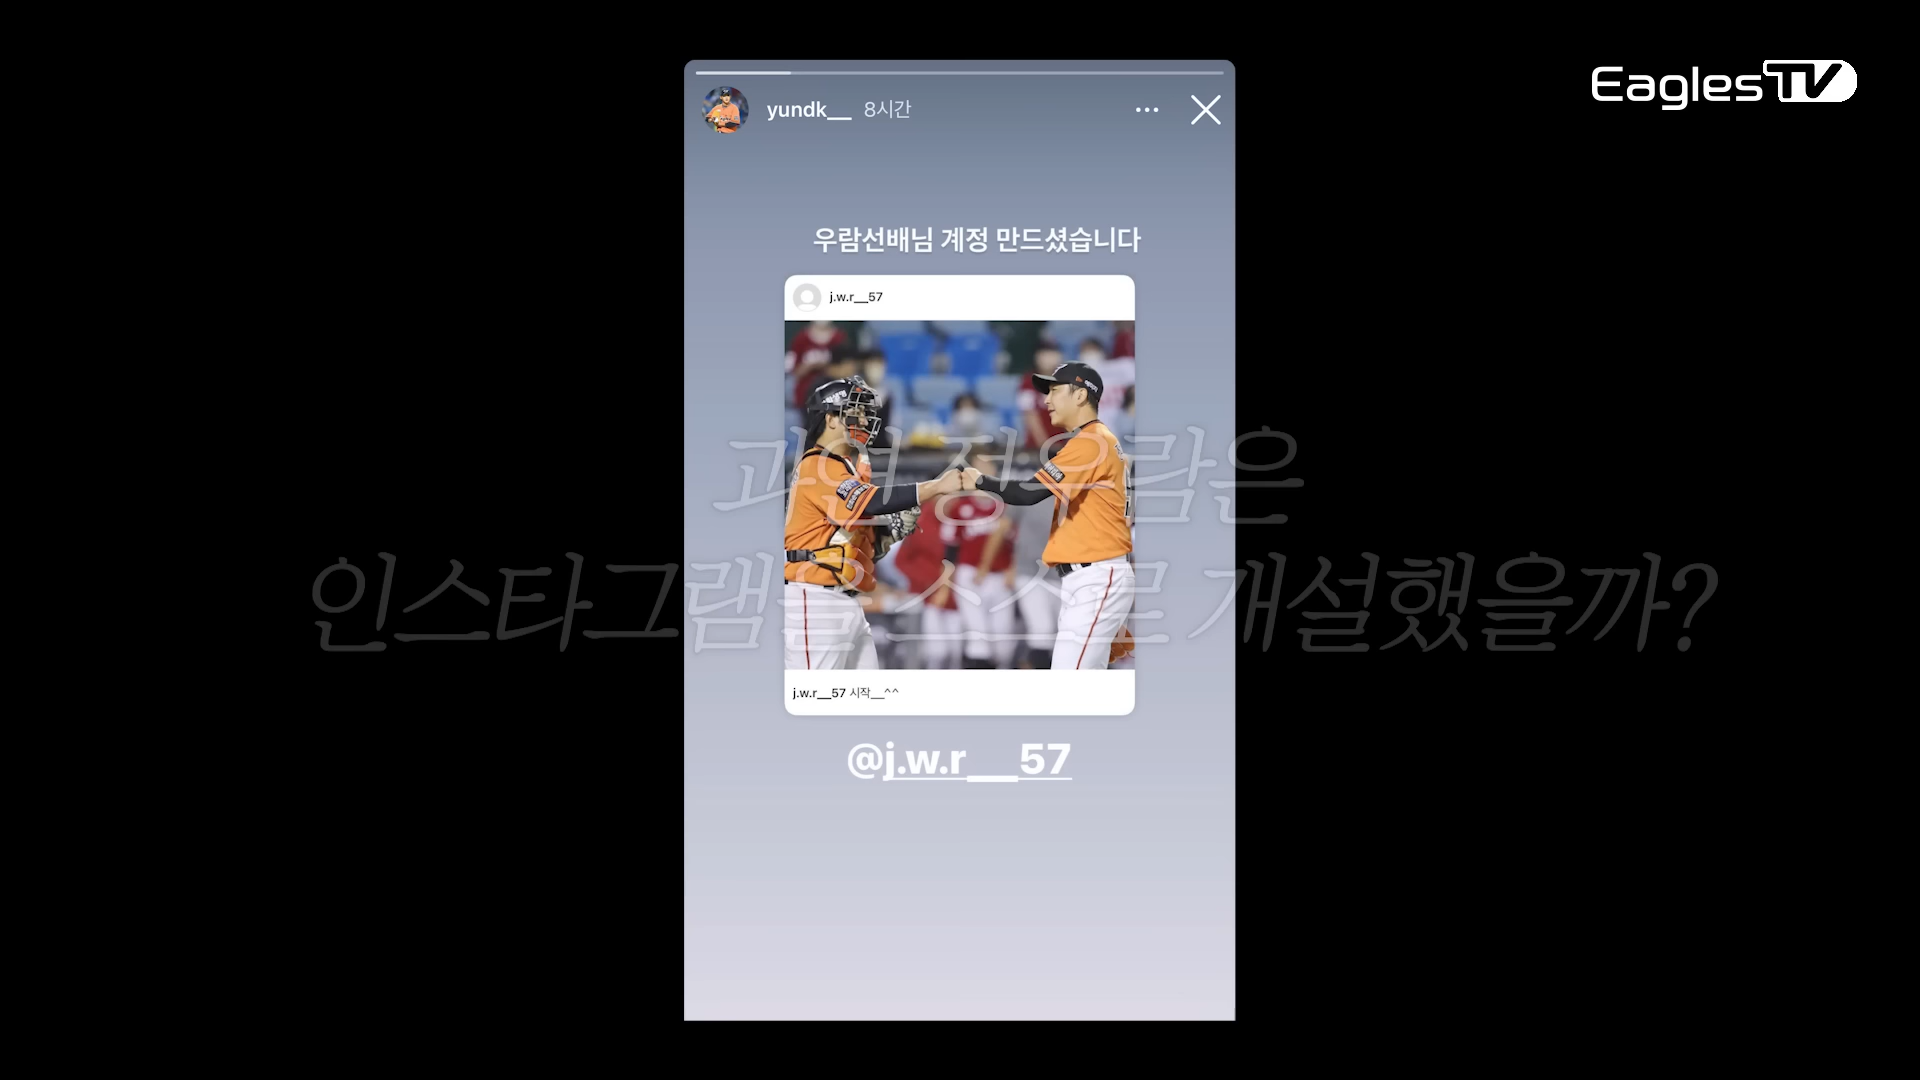 EaglesTV
yundk__ 8시간
우람선배님 계정 만드셨습니다
j.w.r__57
과연 정우람은
인스타그램을 스스로 개설했을까?
j.w.r__57 시작__^^
@j.w.r__57